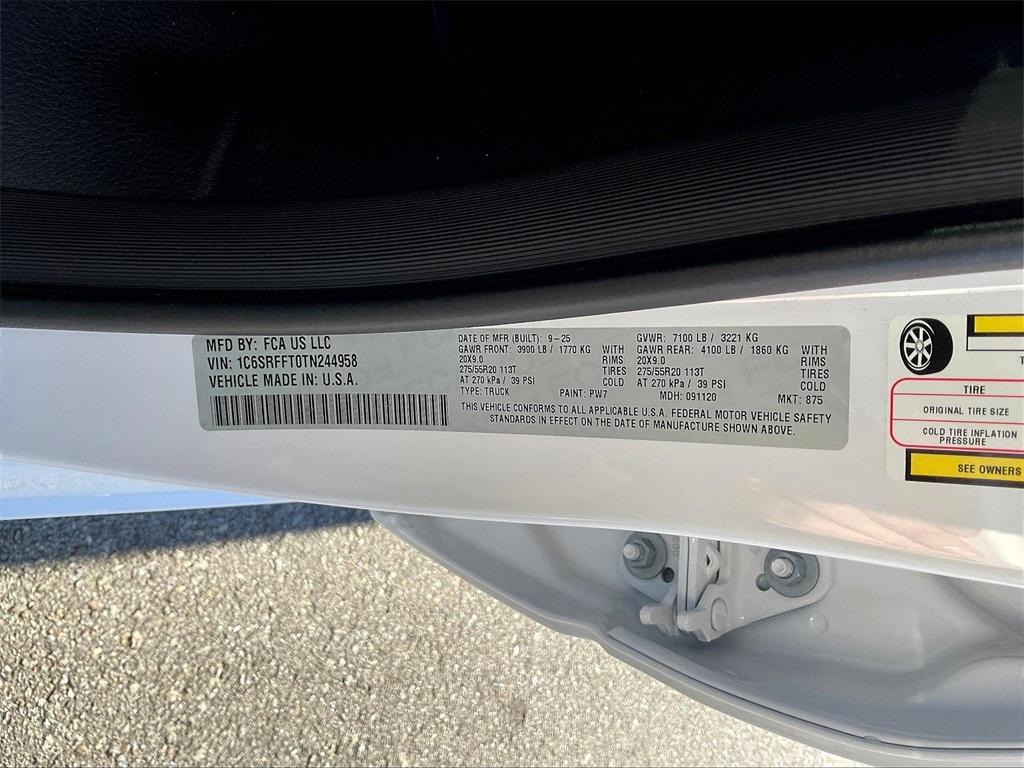 MFD BY: FCA US LLC
VIN: 1C6SRFFT0TN244958
VEHICLE MADE IN: U.S.A.
DATE OF MFR (BUILT): 9-25
GAWR FRONT: 3900 LB / 1770 KG WITH
20X9.0 RIMS
275/55R20 113T TIRES
AT 270 kPa / 39 PSI COLD
TYPE: TRUCK PAINT: PW7
GVWR: 7100 LB / 3221 KG
GAWR REAR: 4100 LB / 1860 KG WITH
20X9.0 RIMS
275/55R20 113T TIRES
AT 270 kPa / 39 PSI COLD
MDH: 091120 MKT: 875
THIS VEHICLE CONFORMS TO ALL APPLICABLE U.S.A. FEDERAL MOTOR VEHICLE SAFETY
STANDARDS IN EFFECT ON THE DATE OF MANUFACTURE SHOWN ABOVE.
TIRE
ORIGINAL TIRE SIZE
COLD TIRE INFLATION
PRESSURE
SEE OWNERS